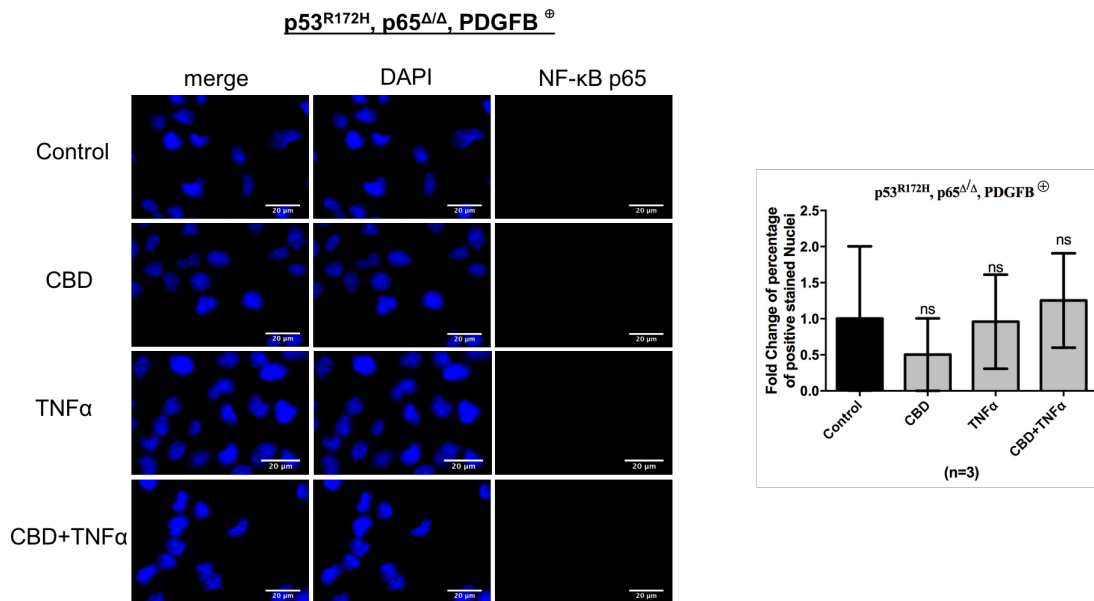 p53R172H, p65Δ/Δ, PDGFB ⊕
merge DAPI NF-κB p65
Control
20 µm 20 µm 20 µm
CBD
20 µm 20 µm 20 µm
TNFα
20 µm 20 µm 20 µm
CBD+TNFα
20 µm 20 µm 20 µm
p53R172H, p65Δ/Δ, PDGFB ⊕
Fold Change of percentage
of positive stained Nuclei
2.5
2.0
1.5
1.0
0.5
0.0
ns
ns
ns
Control
CBD
TNFα
CBD+TNFα
(n=3)